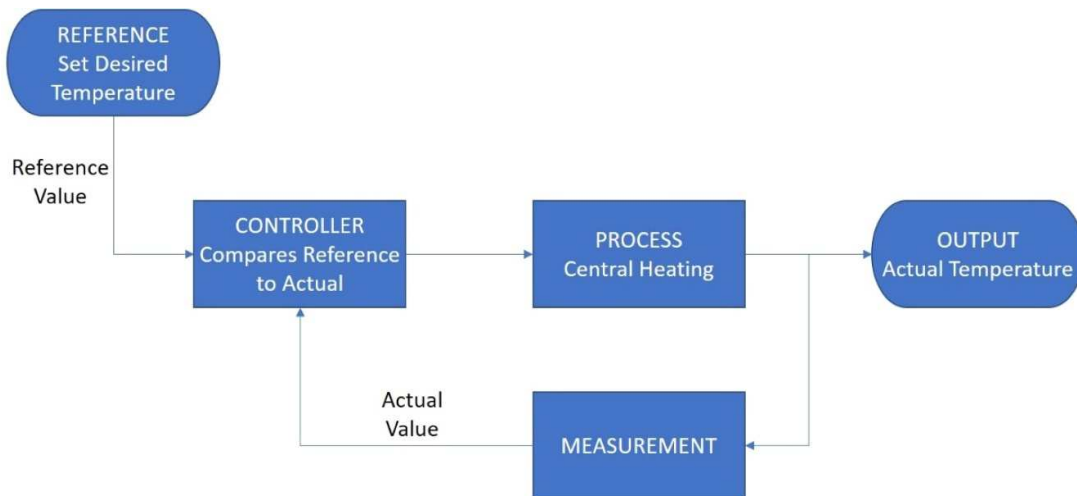 REFERENCE
Set Desired
Temperature
Reference
Value
CONTROLLER
Compares Reference
to Actual
PROCESS
Central Heating
OUTPUT
Actual Temperature
Actual
Value
MEASUREMENT